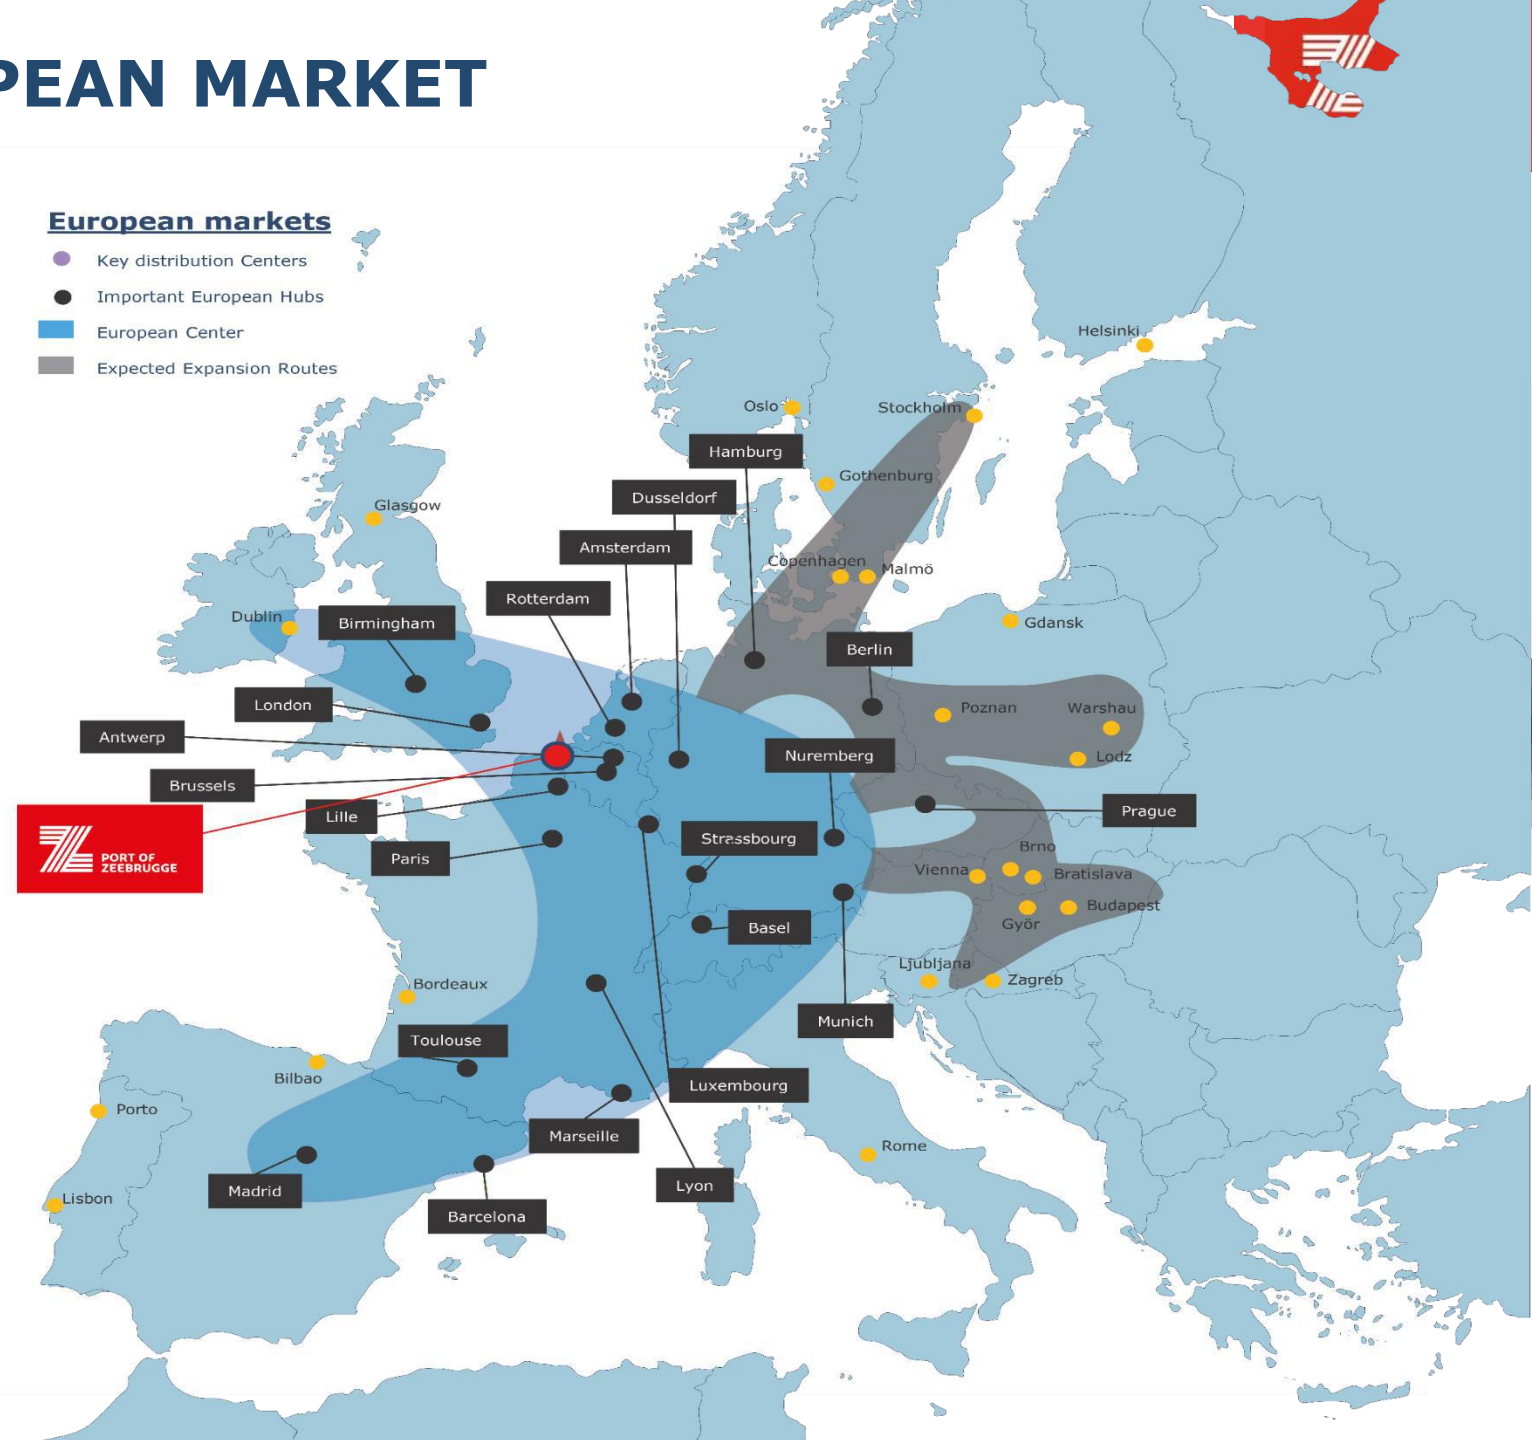 PEAN MARKET
European markets
Key distribution Centers
Important European Hubs
European Center
Expected Expansion Routes
Helsinki
Oslo
Stockholm
Hamburg
Gothenburg
Dusseldorf
Glasgow
Amsterdam
Copenhagen
Malmö
Rotterdam
Dublin
Birmingham
Gdansk
Berlin
London
Poznan
Warshau
Antwerp
Nuremberg
Lodz
Brussels
Lille
Prague
Strassbourg
PORT OF
ZEEBRUGGE
Paris
Brno
Vienna
Bratislava
Budapest
Györ
Basel
Ljubljana
Zagreb
Bordeaux
Munich
Toulouse
Bilbao
Luxembourg
Porto
Marseille
Rome
Madrid
Lyon
Lisbon
Barcelona